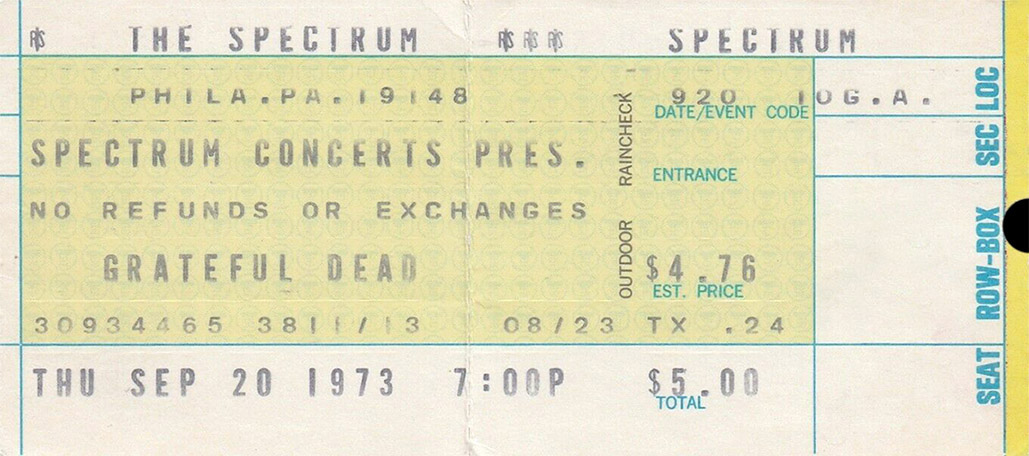 THE SPECTRUM SPECTRUM
PHILA.PA.19148 920 10G.A.
DATE/EVENT CODE
SPECTRUM CONCERTS PRES.
ENTRANCE
NO REFUNDS OR EXCHANGES
GRATEFUL DEAD $4.76
EST. PRICE
30934465 3811/13 08/23 TX .24
THU SEP 20 1973 7:00P $5.00
TOTAL
OUTDOOR RAINCHECK
SEAT ROW-BOX SEC LOC